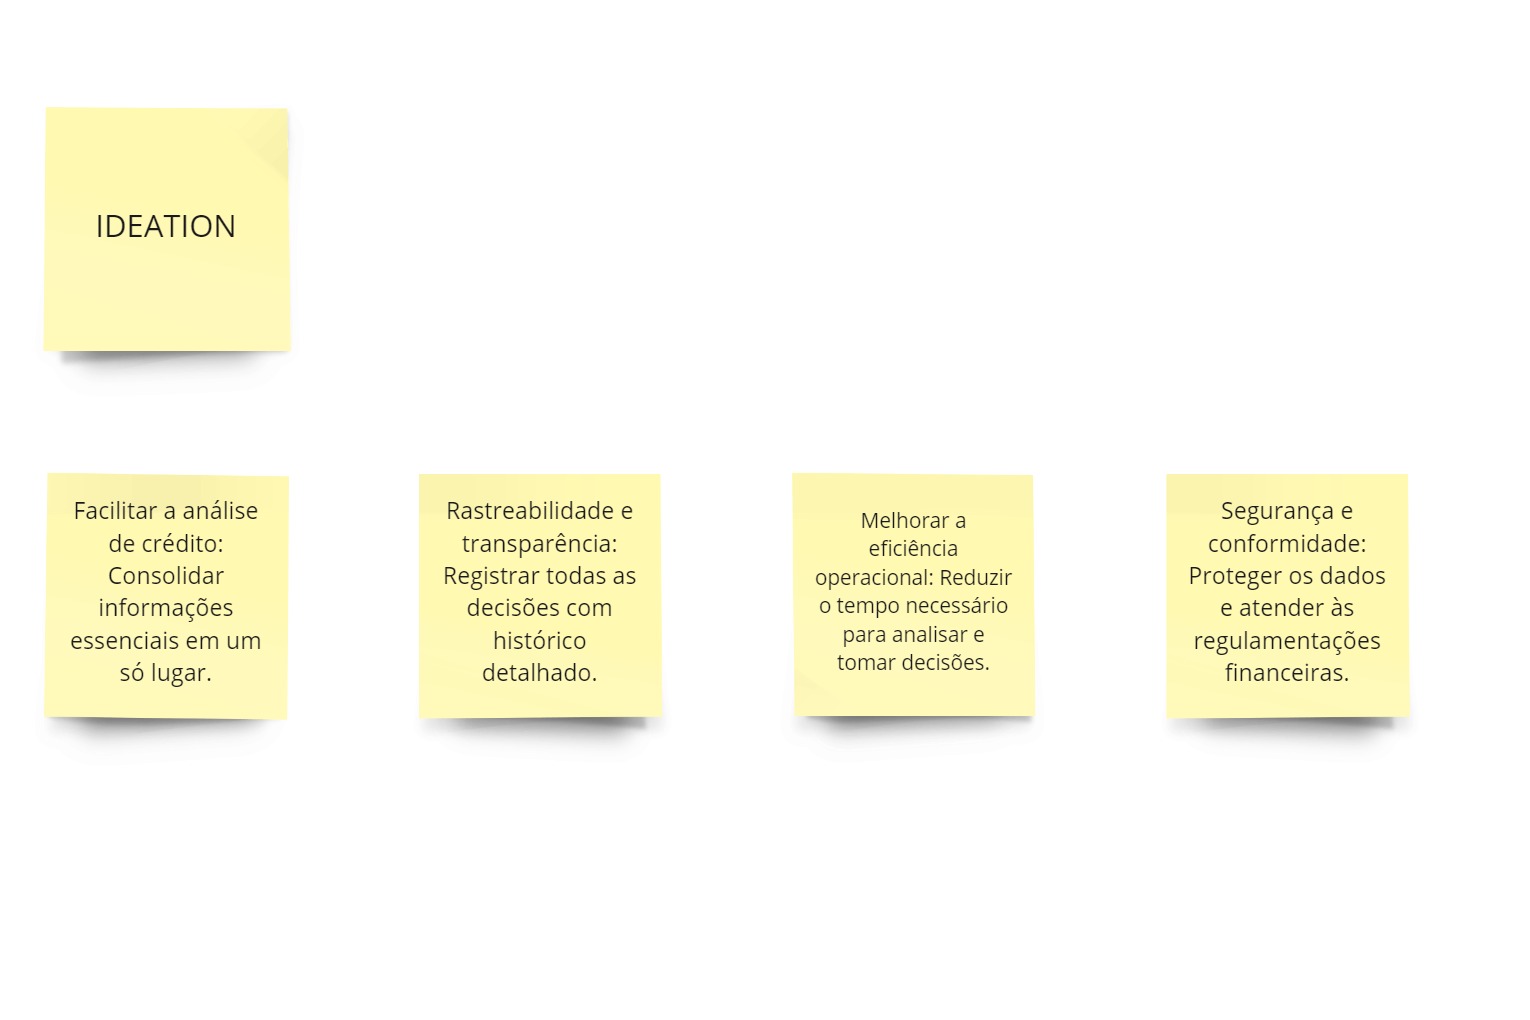 IDEATION
Facilitar a análise
de crédito:
Consolidar
informações
essenciais em um
só lugar.
Rastreabilidade e
transparência:
Registrar todas as
decisões com
histórico
detalhado.
Melhorar a
eficiência
operacional: Reduzir
o tempo necessário
para analisar e
tomar decisões.
Segurança e
conformidade:
Proteger os dados
e atender às
regulamentações
financeiras.